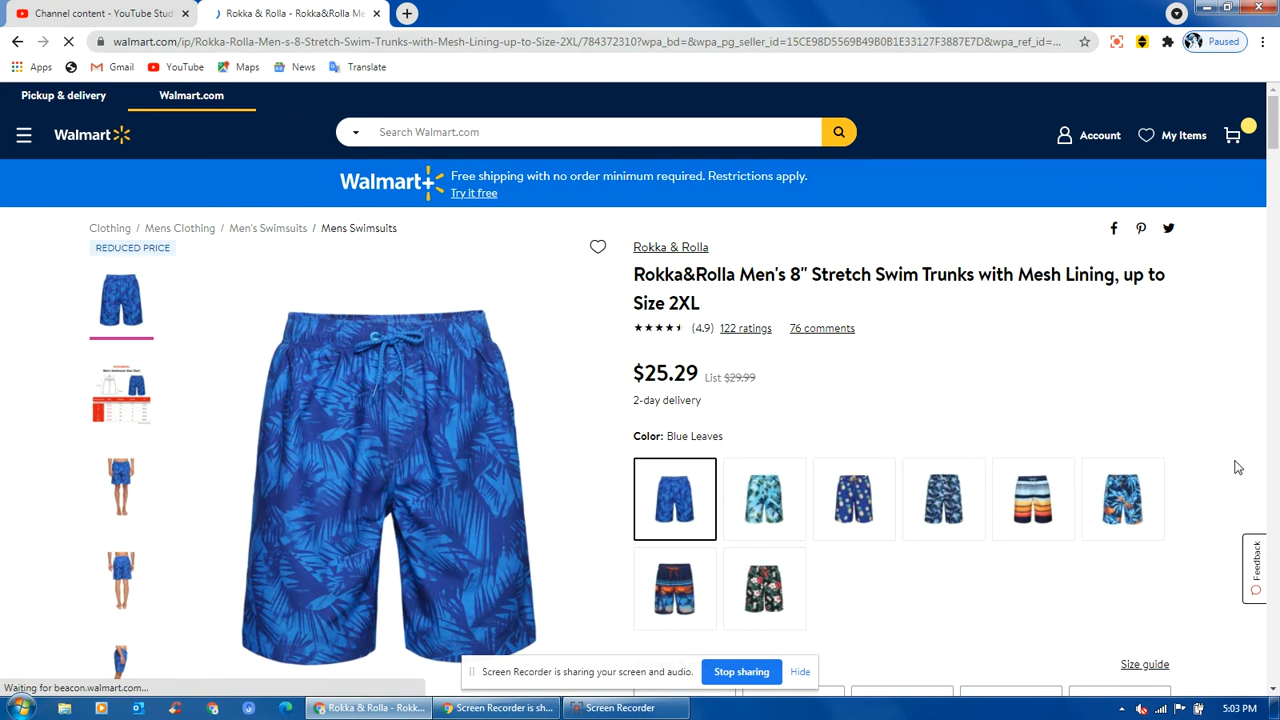 Channel content - YouTube Stud
Rokka & Rolla - Rokka&Rolla Me
walmart.com/ip/Rokka-Rolla-Men-s-8-Stretch-Swim-Trunks-with-Mesh-Lining-up-to-Size-2XL/784372310?wpa_bd=&wpa_pg_seller_id=15CE98D5569B49B0B1E33127F3887E7D&wpa_ref_id=...
Paused
Apps
Gmail
YouTube
Maps
News
Translate
Pickup & delivery
Walmart.com
Walmart
Search Walmart.com
Account
My Items
Walmart+
Free shipping with no order minimum required. Restrictions apply.
Try it free
Clothing / Mens Clothing / Men's Swimsuits / Mens Swimsuits
REDUCED PRICE
Rokka & Rolla
Rokka&Rolla Men's 8" Stretch Swim Trunks with Mesh Lining, up to
Size 2XL
(4.9) 122 ratings 76 comments
$25.29 List $29.99
2-day delivery
Color: Blue Leaves
Feedback
Size guide
Screen Recorder is sharing your screen and audio.
Stop sharing
Hide
Waiting for beacon.walmart.com...
Rokka & Rolla - Rokk...
Screen Recorder is sh...
Screen Recorder
5:03 PM